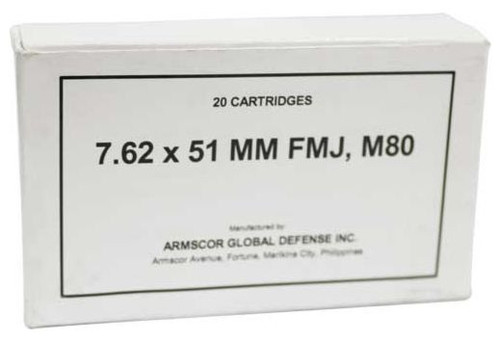 20 CARTRIDGES
7.62 x 51 MM FMJ, M80
Manufactured by:
ARMSCOR GLOBAL DEFENSE INC.
Armscor Avenue, Fortune, Marikina City, Philippines